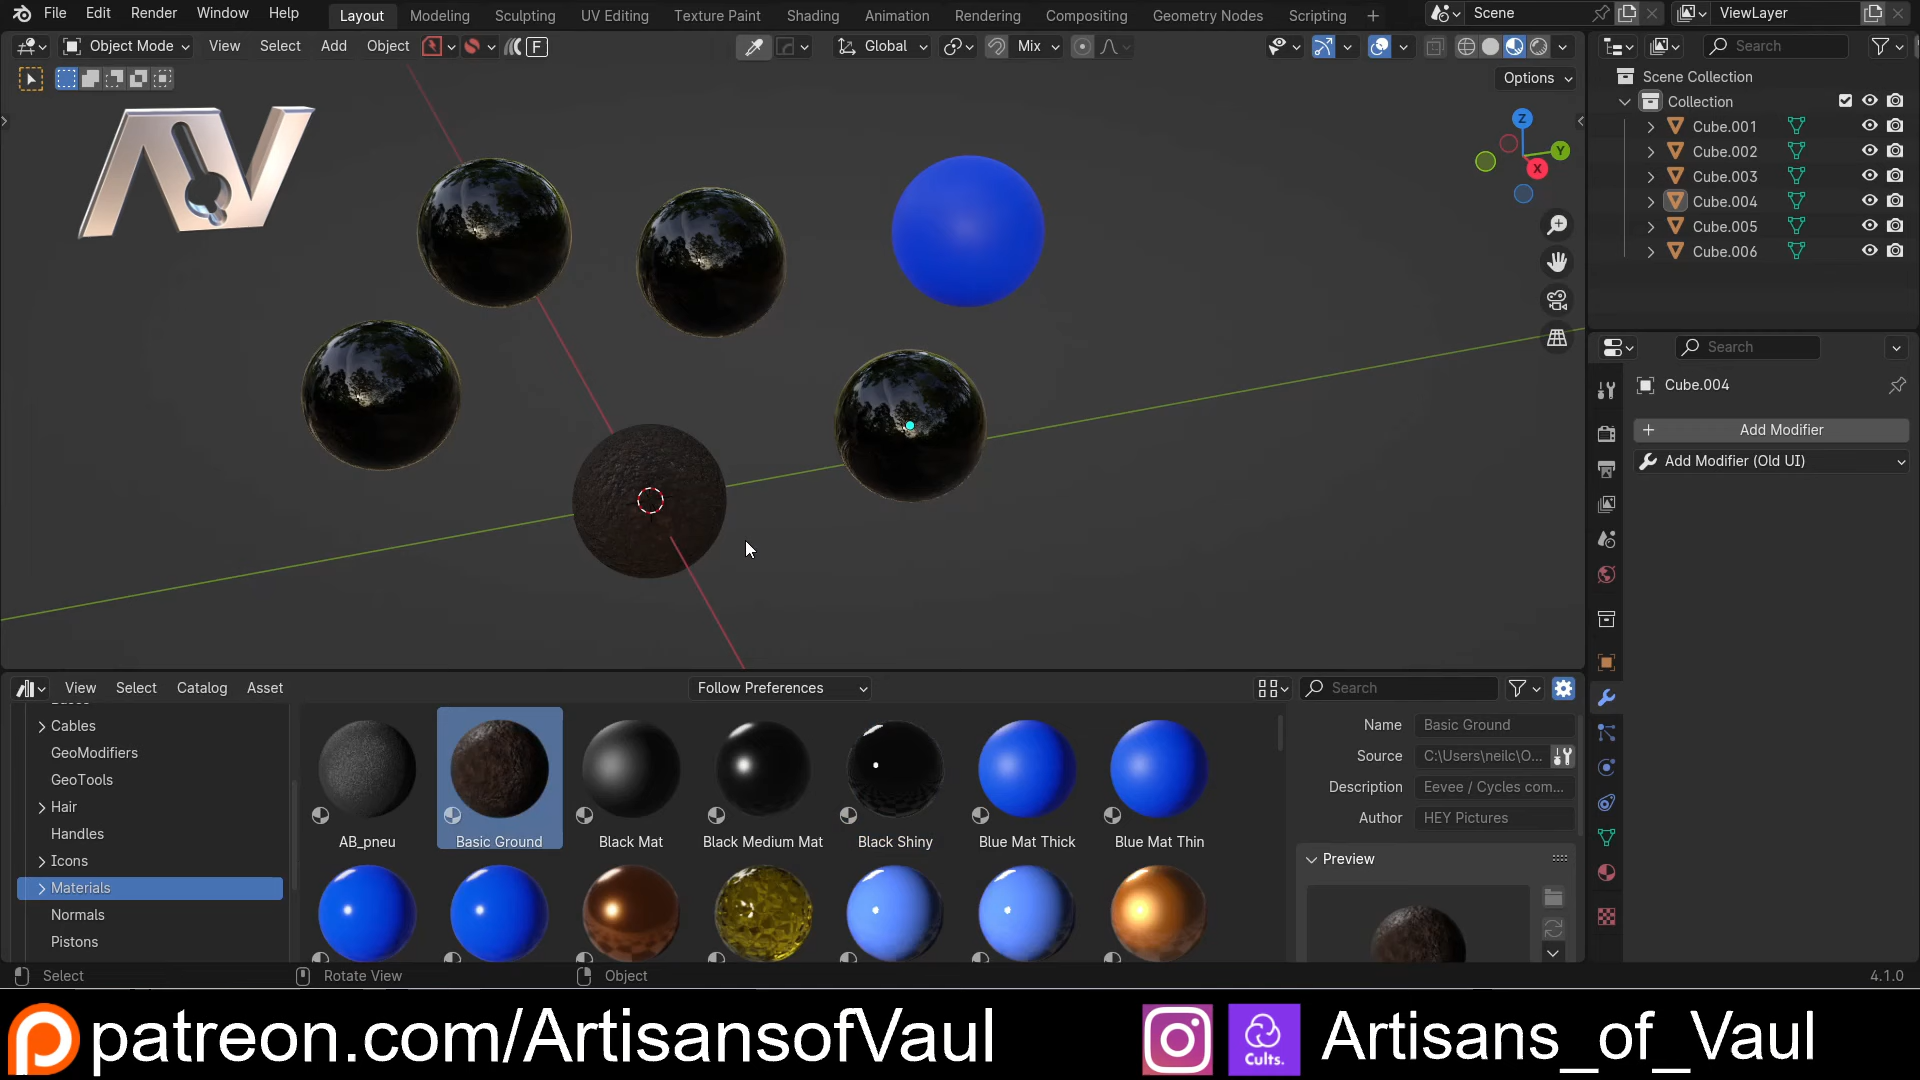 File Edit Render Window Help Layout Modeling Sculpting UV Editing Texture Paint Shading Animation Rendering Compositing Geometry Nodes Scripting + Scene ViewLayer
Object Mode View Select Add Object F Global Mix Search
Options
Scene Collection
Collection
Cube.001
Cube.002
Cube.003
Cube.004
Cube.005
Cube.006
Z
Y
X
AV
Search
Cube.004
+ Add Modifier
Add Modifier (Old UI)
View Select Catalog Asset Follow Preferences Search
Cables
GeoModifiers
GeoTools
Hair
Handles
Icons
Materials
Normals
Pistons
AB_pneu Basic Ground Black Mat Black Medium Mat Black Shiny Blue Mat Thick Blue Mat Thin
Name Basic Ground
Source C:\Users\neilc\O...
Description Eevee / Cycles com...
Author HEY Pictures
Preview
Select Rotate View Object 4.1.0
patreon.com/ArtisansofVaul Cults. Artisans_of_Vaul